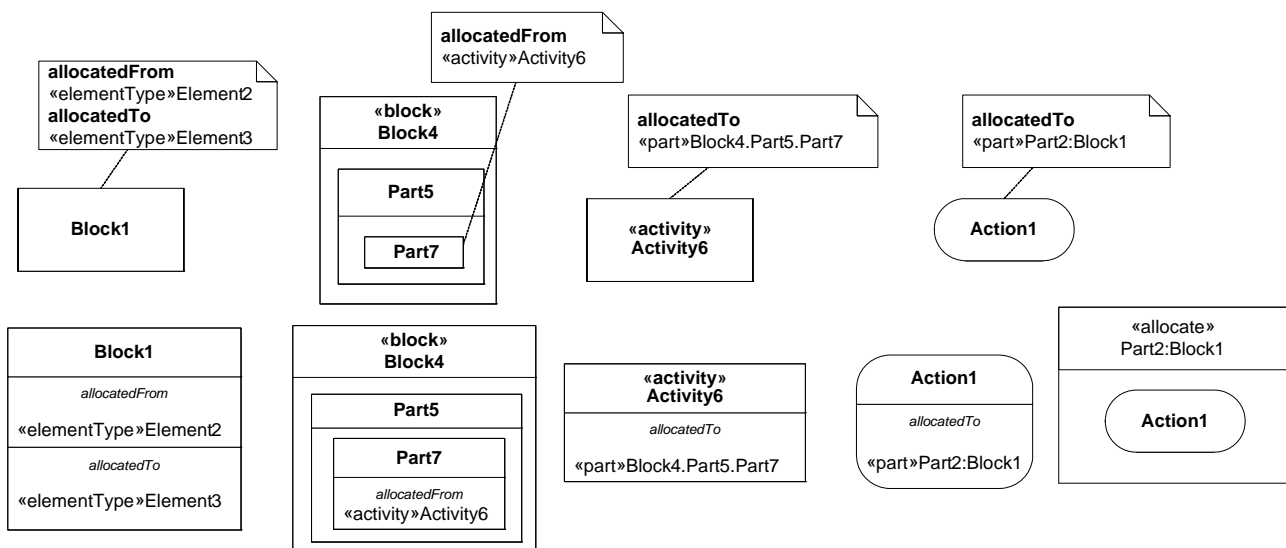 allocatedFrom
«elementType»Element2
allocatedTo
«elementType»Element3
Block1
«block»
Block4
Part5
Part7
allocatedFrom
«activity»Activity6
allocatedTo
«part»Block4.Part5.Part7
«activity»
Activity6
allocatedTo
«part»Part2:Block1
Action1
Block1
allocatedFrom
«elementType»Element2
allocatedTo
«elementType»Element3
«block»
Block4
Part5
Part7
allocatedFrom
«activity»Activity6
«activity»
Activity6
allocatedTo
«part»Block4.Part5.Part7
Action1
allocatedTo
«part»Part2:Block1
«allocate»
Part2:Block1
Action1